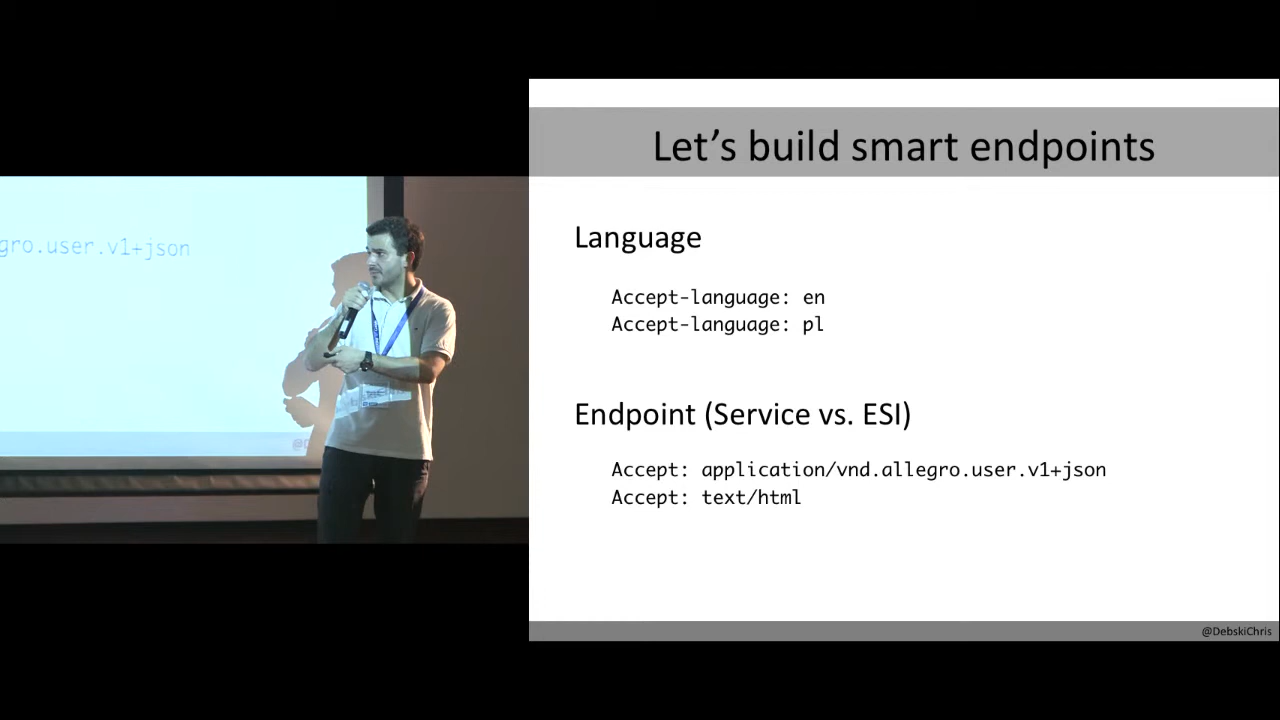 gro.user.v1+json
Let's build smart endpoints
Language
Accept-language: en
Accept-language: pl
Endpoint (Service vs. ESI)
Accept: application/vnd.allegro.user.v1+json
Accept: text/html
@DebskiChris